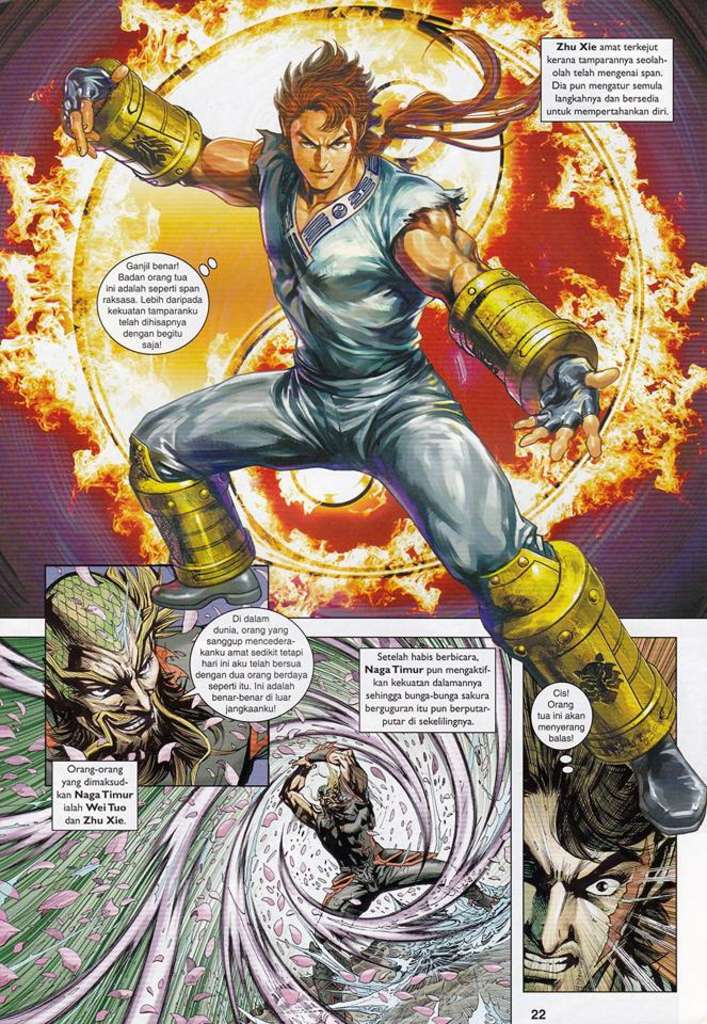 Zhu Xie amat terkejut
kerana tamparannya seolah-
olah telah mengenai span.
Dia pun mengatur semula
langkahnya dan bersedia
untuk mempertahankan diri.
Ganjil benar!
Badan orang tua
ini adalah seperti span
raksasa. Lebih daripada
kekuatan tamparanku
telah dihisapnya
dengan begitu
saja!
Di dalam
dunia, orang yang
sanggup mencedera-
kanku amat sedikit tetapi
hari ini aku telah bersua
dengan dua orang berdaya
seperti itu. Ini adalah
benar-benar di luar
jangkaanku!
Orang-orang
yang dimaksud-
kan Naga Timur
ialah Wei Tuo
dan Zhu Xie.
Setelah habis berbicara,
Naga Timur pun mengaktif-
kan kekuatan dalamannya
sehingga bunga-bunga sakura
berguguran itu pun berputar-
putar di sekelilingnya.
Cis!
Orang
tua ini akan
menyerang
balas!
22